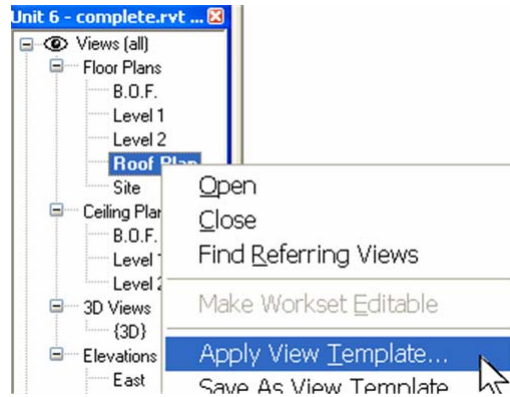 Unit 6 - complete.rvt ...
Views (all)
Floor Plans
B.O.F.
Level 1
Level 2
Roof Plan
Site
Ceiling Plan
B.O.F.
Level 1
Level 2
3D Views
{3D}
Elevations
East
Open
Close
Find Referring Views
Make Workset Editable
Apply View Template...
Save As View Template